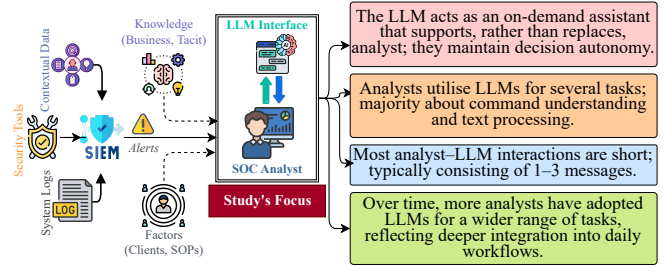 Contextual Data
Security Tools
System Logs
SIEM
LOG
Alerts
Knowledge
(Business, Tacit)
Factors
(Clients, SOPs)
LLM Interface
AI
SOC Analyst
Study's Focus
The LLM acts as an on-demand assistant
that supports, rather than replaces,
analyst; they maintain decision autonomy.
Analysts utilise LLMs for several tasks;
majority about command understanding
and text processing.
Most analyst–LLM interactions are short;
typically consisting of 1–3 messages.
Over time, more analysts have adopted
LLMs for a wider range of tasks,
reflecting deeper integration into daily
workflows.